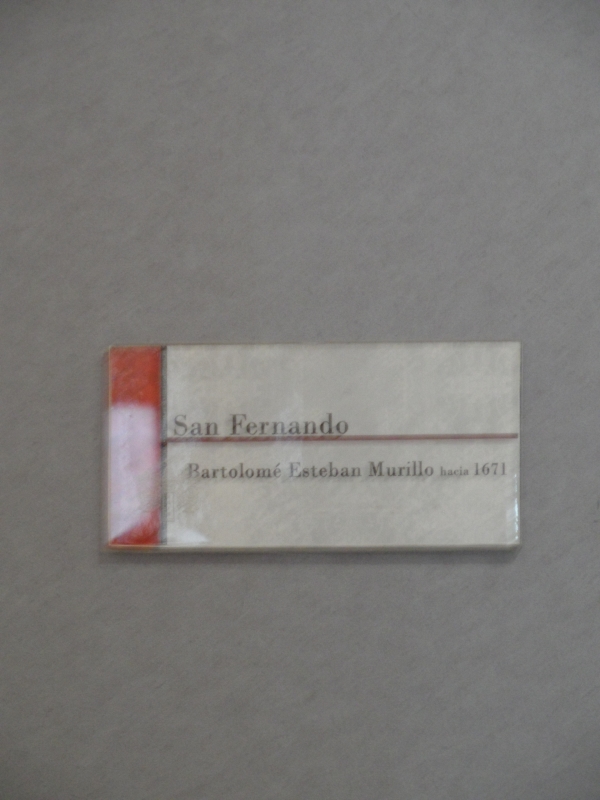 San Fernando
Bartolomé Esteban Murillo hacia 1671